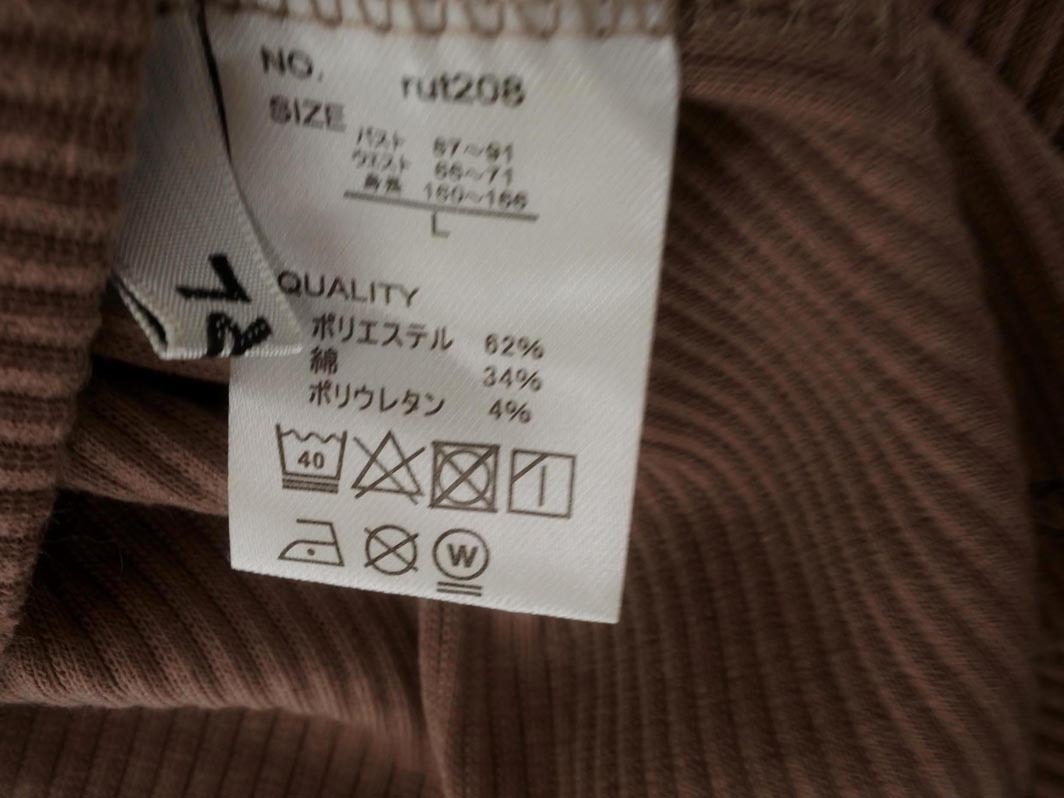 NO. rut208
SIZE
バスト 87～91
ウエスト 66～71
身長 160～166
L
QUALITY
ポリエステル 62%
綿 34%
ポリウレタン 4%
40
W